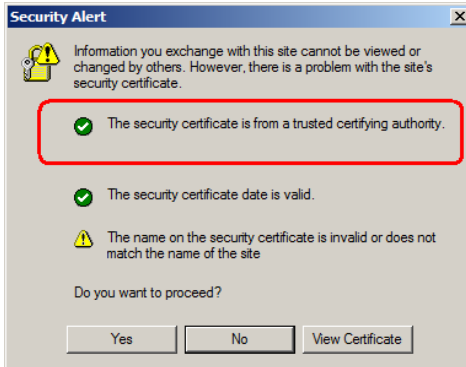 Security Alert
Information you exchange with this site cannot be viewed or
changed by others. However, there is a problem with the site's
security certificate.
The security certificate is from a trusted certifying authority.
The security certificate date is valid.
The name on the security certificate is invalid or does not
match the name of the site
Do you want to proceed?
Yes No View Certificate